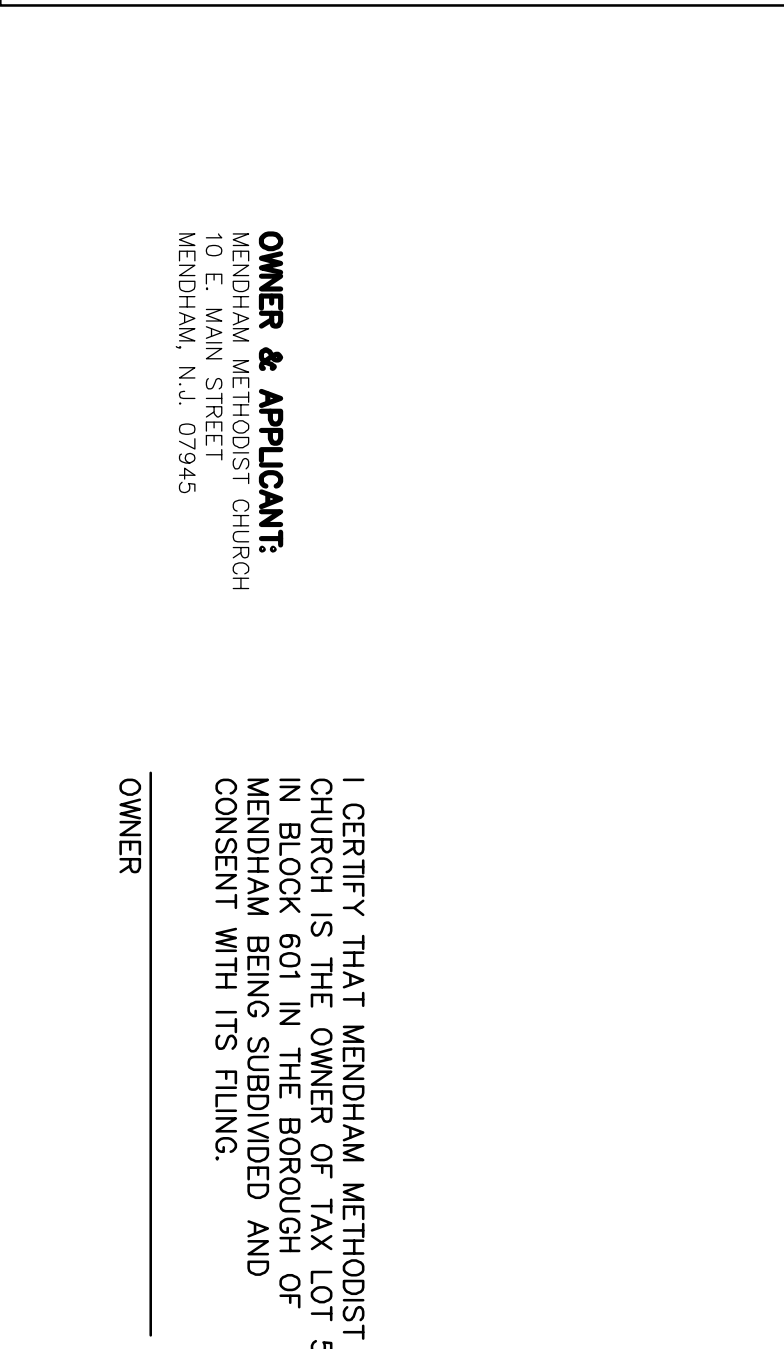 OWNER & APPLICANT:
MENDHAM METHODIST CHURCH
10 E. MAIN STREET
MENDHAM, N.J. 07945
I CERTIFY THAT MENDHAM METHODIST
CHURCH IS THE OWNER OF TAX LOT
IN BLOCK 601 IN THE BOROUGH OF
MENDHAM BEING SUBDIVIDED AND
CONSENT WITH ITS FILING.
OWNER